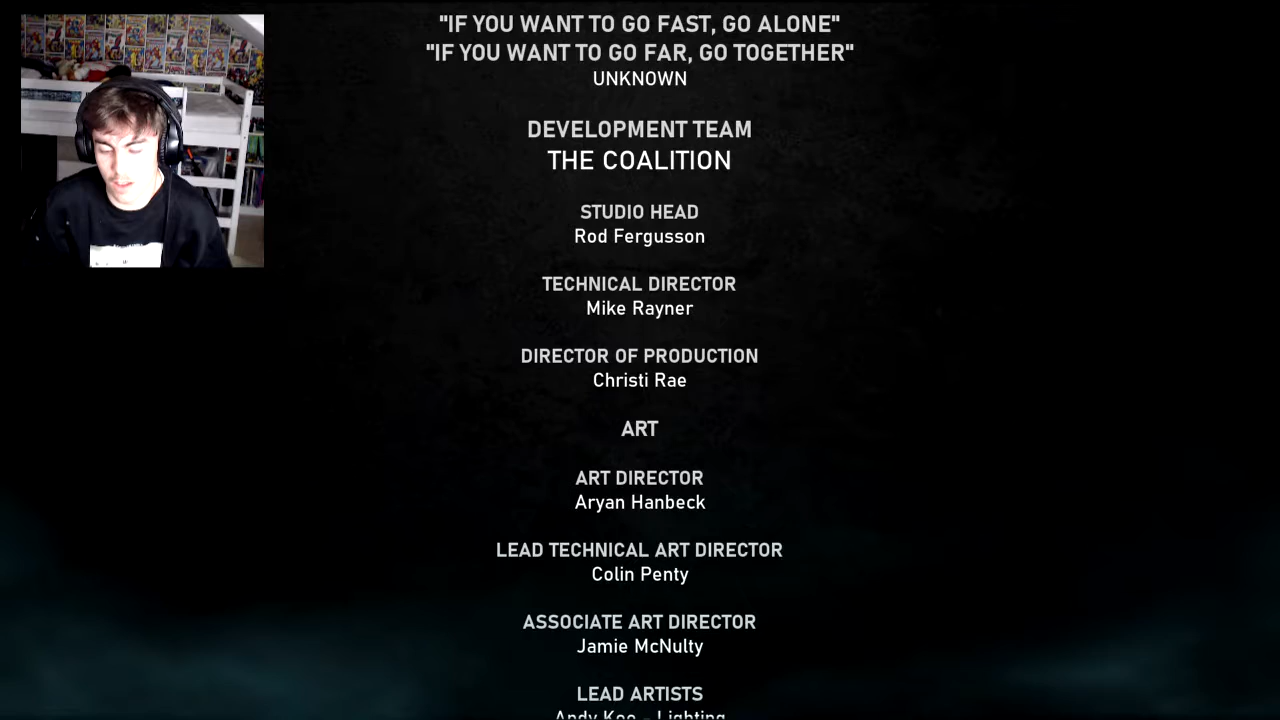 "IF YOU WANT TO GO FAST, GO ALONE"
"IF YOU WANT TO GO FAR, GO TOGETHER"
UNKNOWN
DEVELOPMENT TEAM
THE COALITION
STUDIO HEAD
Rod Fergusson
TECHNICAL DIRECTOR
Mike Rayner
DIRECTOR OF PRODUCTION
Christi Rae
ART
ART DIRECTOR
Aryan Hanbeck
LEAD TECHNICAL ART DIRECTOR
Colin Penty
ASSOCIATE ART DIRECTOR
Jamie McNulty
LEAD ARTISTS
Andy – Lighting